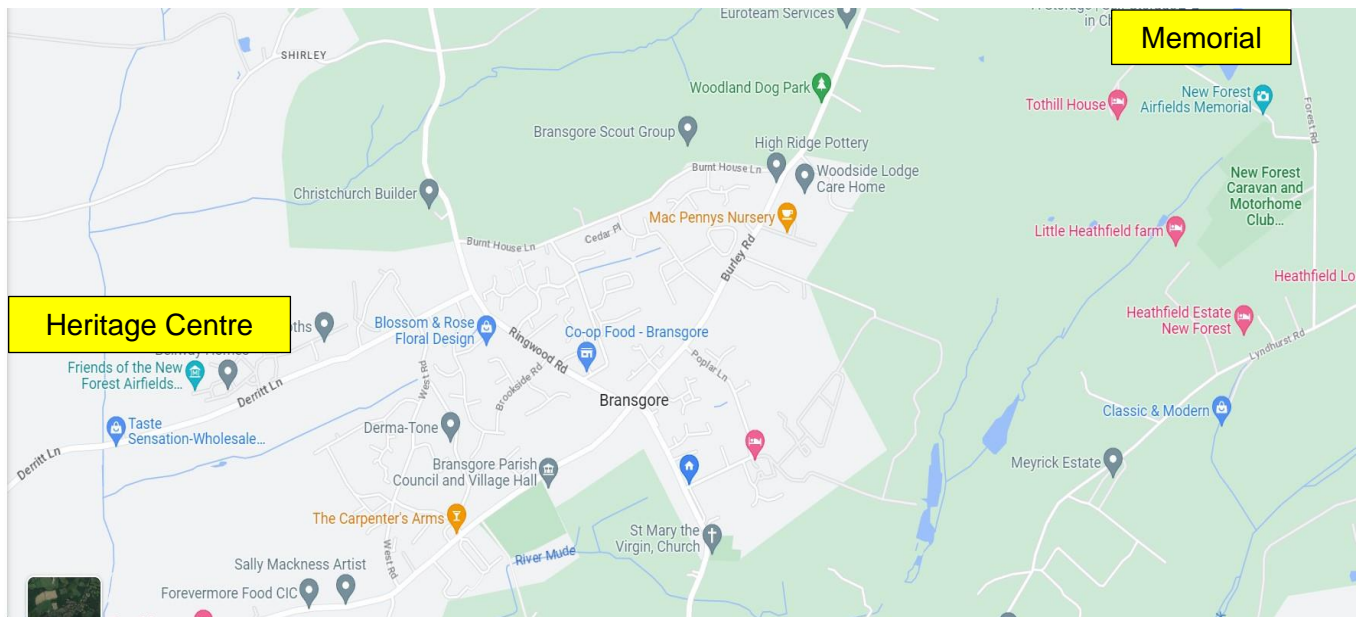 Euroteam Services
in Ch
Memorial
SHIRLEY
Woodland Dog Park
Tothill House
New Forest
Airfields Memorial
Forest Rd
Bransgore Scout Group
High Ridge Pottery
Burnt House Ln
Woodside Lodge
Care Home
New Forest
Caravan and
Motorhome
Club...
Christchurch Builder
Mac Pennys Nursery
Cedar Pl
Burnt House Ln
Little Heathfield farm
Burley Rd
Heathfield Lo
Heritage Centre
ths
Blossom & Rose
Floral Design
Ringwood Rd
Co-op Food - Bransgore
Heathfield Estate
New Forest
Lyndhurst Rd
Friends of the New
Forest Airfields...
Derritt Ln
West Rd
Brookside Rd
Poplar Ln
Bransgore
Classic & Modern
Taste
Sensation-Wholesale...
Derma-Tone
Derritt Ln
Bransgore Parish
Council and Village Hall
Meyrick Estate
The Carpenter's Arms
St Mary the
Virgin, Church
River Mude
West Rd
Sally Mackness Artist
Forevermore Food CIC